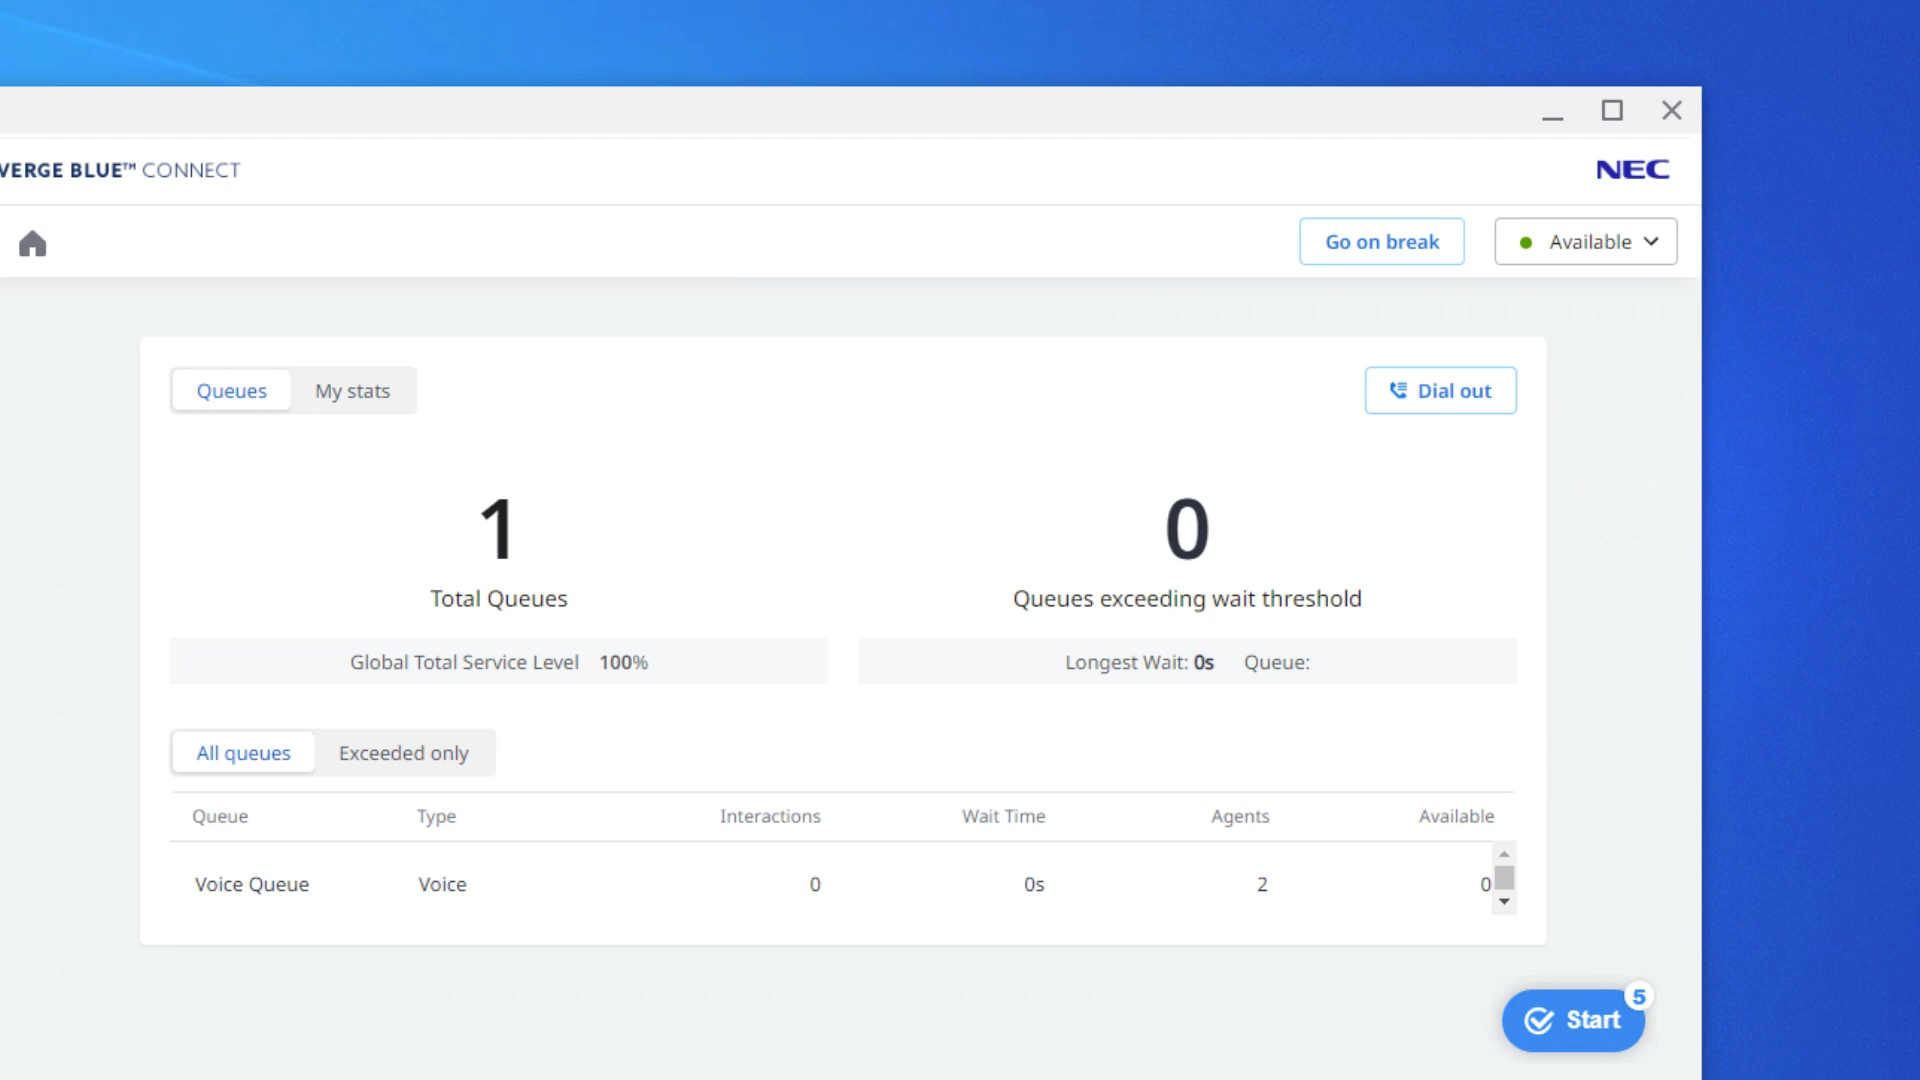 VERGE BLUE™ CONNECT
NEC
Go on break
Available
Queues
My stats
Dial out
1
Total Queues
Global Total Service Level 100%
0
Queues exceeding wait threshold
Longest Wait: 0s Queue:
All queues
Exceeded only
Queue Type Interactions Wait Time Agents Available
Voice Queue Voice 0 0s 2 0
Start
5